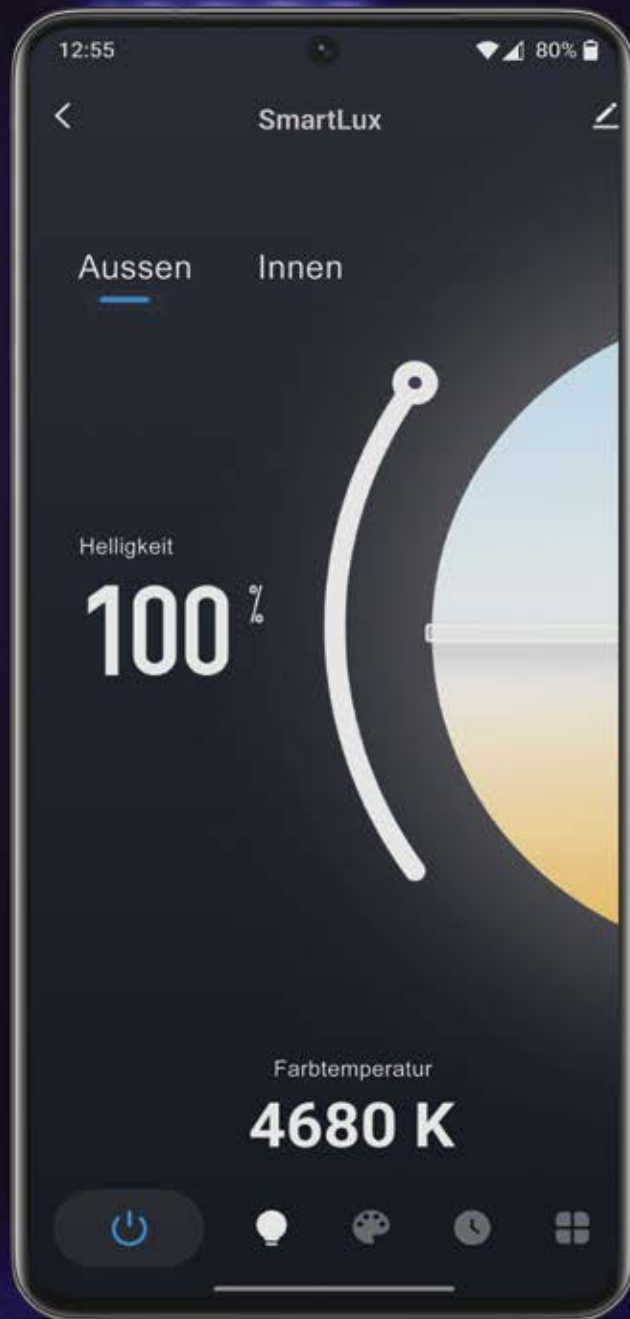 12:55
80%
SmartLux
Aussen Innen
Helligkeit
100 %
Farbtemperatur
4680 K